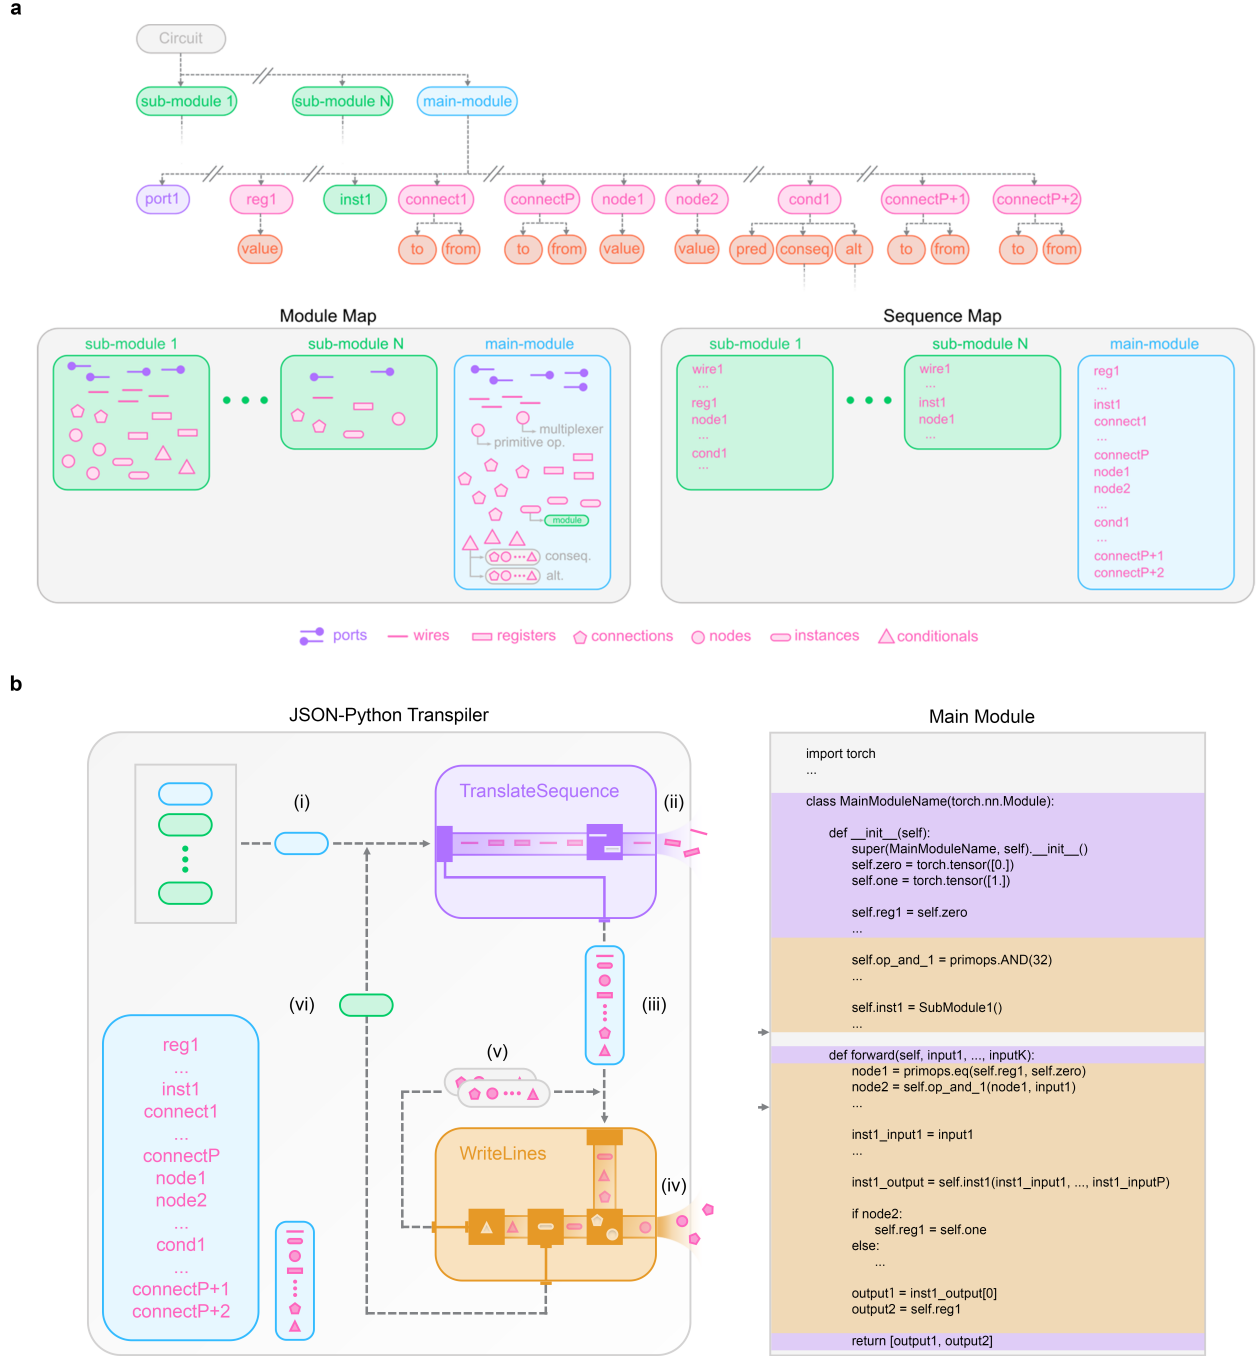 a
Circuit
sub-module 1 sub-module N main-module
port1 reg1 inst1 connect1 connectP node1 node2 cond1 connectP+1 connectP+2
value to from to from value value pred conseq alt to from to from
Module Map
sub-module 1 sub-module N main-module
multiplexer
primitive op.
module
conseq.
alt.
Sequence Map
sub-module 1
wire1
...
reg1
node1
...
cond1
...
sub-module N
wire1
...
inst1
node1
...
main-module
reg1
...
inst1
connect1
...
connectP
node1
node2
...
cond1
...
connectP+1
connectP+2
ports wires registers connections nodes instances conditionals
b
JSON-Python Transpiler
(i)
TranslateSequence
(ii)
(iii)
(vi)
(v)
WriteLines
(iv)
reg1
...
inst1
connect1
...
connectP
node1
node2
...
cond1
...
connectP+1
connectP+2
Main Module
import torch
...
class MainModuleName(torch.nn.Module):
def __init__(self):
super(MainModuleName, self).__init__()
self.zero = torch.tensor([0.])
self.one = torch.tensor([1.])
self.reg1 = self.zero
...
self.op_and_1 = primops.AND(32)
...
self.inst1 = SubModule1()
...
def forward(self, input1, ..., inputK):
node1 = primops.eq(self.reg1, self.zero)
node2 = self.op_and_1(node1, input1)
...
inst1_input1 = input1
...
inst1_output = self.inst1(inst1_input1, ..., inst1_inputP)
if node2:
self.reg1 = self.one
else:
...
output1 = inst1_output[0]
output2 = self.reg1
return [output1, output2]